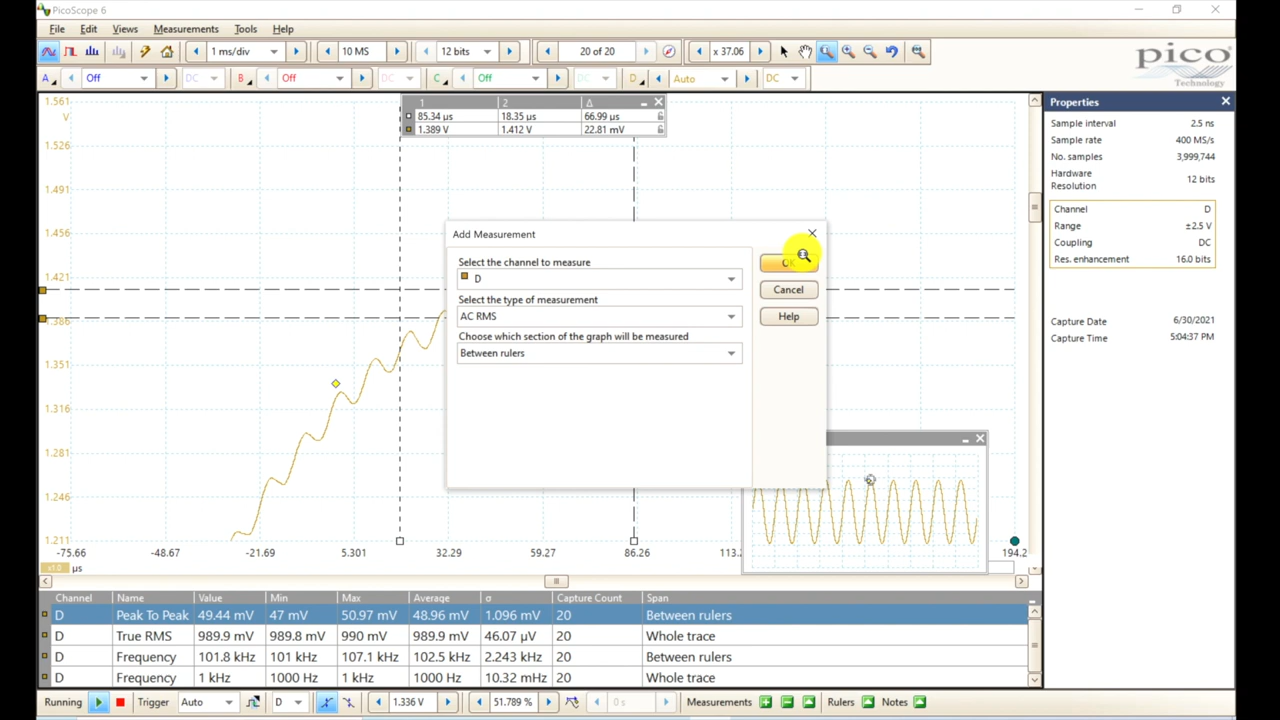 PicoScope 6
File Edit Views Measurements Tools Help
1 ms/div 10 MS 12 bits 20 of 20 x 37.06
pico
Technology
A Off DC B Off DC C Off DC D Auto DC
1.561
V
1.526
1.491
1.456
1.421
1.386
1.351
1.316
1.281
1.246
1.211
1 2 Δ
85.34 µs 18.35 µs 66.99 µs
1.389 V 1.412 V 22.81 mV
Add Measurement
Select the channel to measure
D
Select the type of measurement
AC RMS
Choose which section of the graph will be measured
Between rulers
OK
Cancel
Help
-75.66 -48.67 -21.69 5.301 32.29 59.27 86.26 113.2 194.2
x1.0 µs
Properties
Sample interval 2.5 ns
Sample rate 400 MS/s
No. samples 3,999,744
Hardware
Resolution 12 bits
Channel D
Range ±2.5 V
Coupling DC
Res. enhancement 16.0 bits
Capture Date 6/30/2021
Capture Time 5:04:37 PM
Channel Name Value Min Max Average σ Capture Count Span
D Peak To Peak 49.44 mV 47 mV 50.97 mV 48.96 mV 1.096 mV 20 Between rulers
D True RMS 989.9 mV 989.8 mV 990 mV 989.9 mV 46.07 µV 20 Whole trace
D Frequency 101.8 kHz 101 kHz 107.1 kHz 102.5 kHz 2.243 kHz 20 Between rulers
D Frequency 1 kHz 1000 Hz 1 kHz 1000 Hz 10.32 mHz 20 Whole trace
Running Trigger Auto D 1.336 V 51.789 % 0 s Measurements Rulers Notes